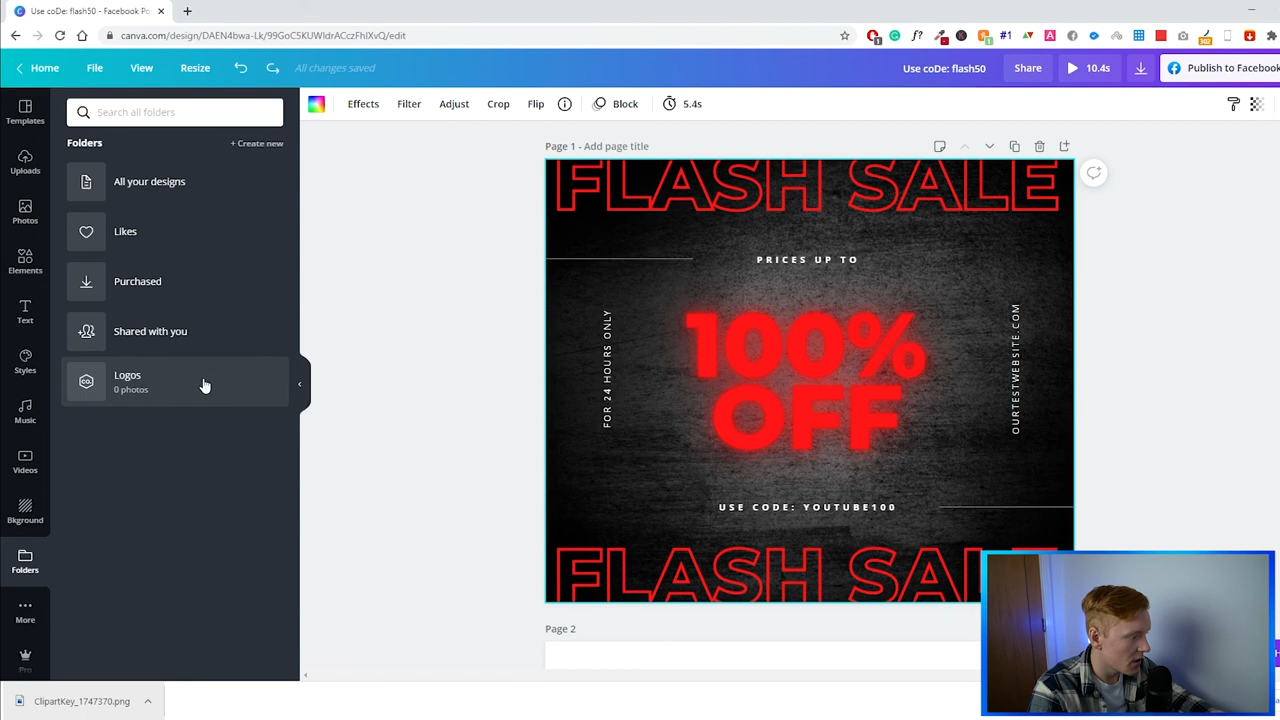 Use coDe: flash50 - Facebook Po
canva.com/design/DAEN4bwa-Lk/99GoC5KUWIdrACczFhIXvQ/edit
Home
File
View
Resize
All changes saved
Use coDe: flash50
Share
10.4s
Publish to Facebook
Templates
Uploads
Photos
Elements
Text
Styles
Music
Videos
Bkground
Folders
More
Pro
Search all folders
Folders
+ Create new
All your designs
Likes
Purchased
Shared with you
Logos
0 photos
Effects
Filter
Adjust
Crop
Flip
Block
5.4s
Page 1 - Add page title
FLASH SALE
PRICES UP TO
FOR 24 HOURS ONLY
100%
OFF
OURTESTWEBSITE.COM
USE CODE: YOUTUBE100
FLASH SA
Page 2
ClipartKey_1747370.png